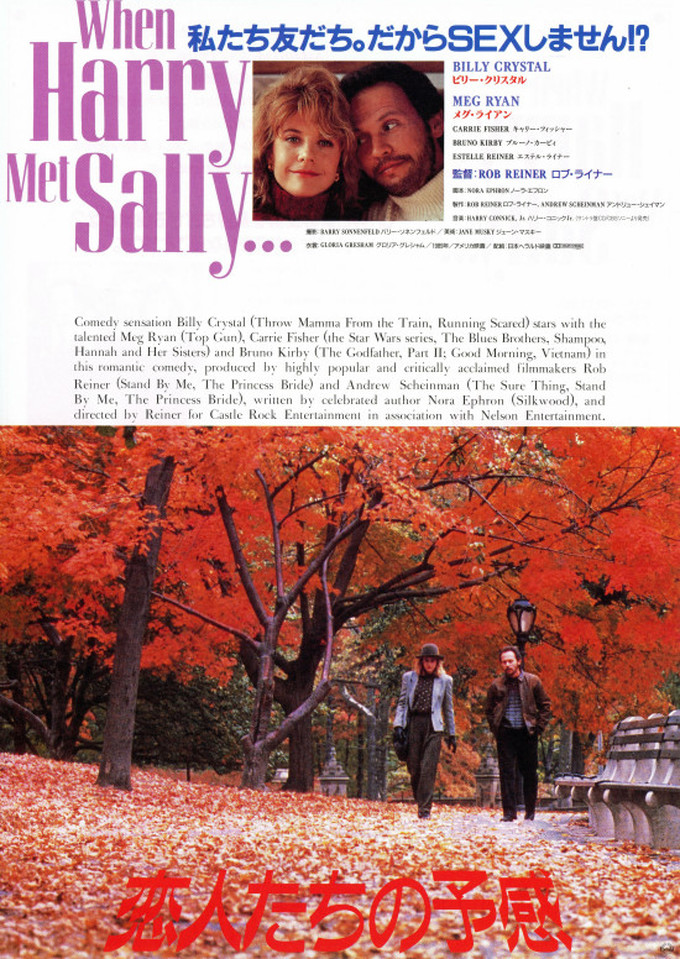 When
Harry
Met Sally...
私たち友だち。だからSEXしません!?
BILLY CRYSTAL
ビリー・クリスタル
MEG RYAN
メグ・ライアン
CARRIE FISHER キャリー・フィッシャー
BRUNO KIRBY ブルーノ・カービィ
ESTELLE REINER エステル・ライナー
監督：ROB REINER ロブ・ライナー
脚本：NORA EPHRON ノーラ・エフロン
製作：ROB REINER ロブ・ライナー、ANDREW SCHEINMAN アンドリュー・シェイマン
音楽：HARRY CONNICK, Jr. ハリー・コニックJr.
撮影：BARRY SONNENFELD バリー・ソネンフェルド／美術：JANE MUSKY ジェーン・マスキー
衣裳：GLORIA GRESHAM グロリア・グレシャム／1989年／アメリカ映画／配給：日本ヘラルド映画
Comedy sensation Billy Crystal (Throw Mamma From the Train, Running Scared) stars with the
talented Meg Ryan (Top Gun), Carrie Fisher (the Star Wars series, The Blues Brothers, Shampoo,
Hannah and Her Sisters) and Bruno Kirby (The Godfather, Part II; Good Morning, Vietnam) in
this romantic comedy, produced by highly popular and critically acclaimed filmmakers Rob
Reiner (Stand By Me, The Princess Bride) and Andrew Scheinman (The Sure Thing, Stand
By Me, The Princess Bride), written by celebrated author Nora Ephron (Silkwood), and
directed by Reiner for Castle Rock Entertainment in association with Nelson Entertainment.
恋人たちの予感